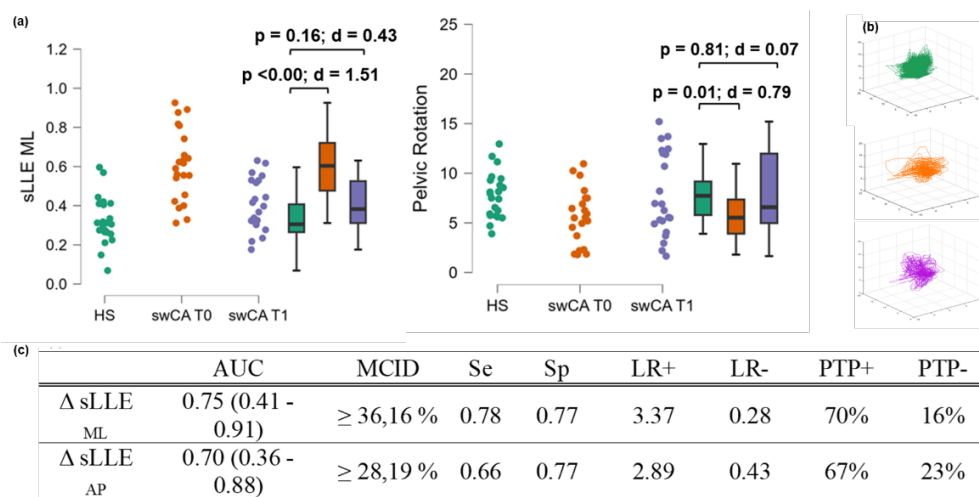 (a)
p = 0.16; d = 0.43
p <0.00; d = 1.51
sLLE ML
1.2
1.0
0.8
0.6
0.4
0.2
0.0
HS
swCA T0
swCA T1
p = 0.81; d = 0.07
p = 0.01; d = 0.79
Pelvic Rotation
25
20
15
10
5
0
HS
swCA T0
swCA T1
(b)
(c)
AUC MCID Se Sp LR+ LR- PTP+ PTP-
Δ sLLE ML 0.75 (0.41 - 0.91) ≥ 36,16 % 0.78 0.77 3.37 0.28 70% 16%
Δ sLLE AP 0.70 (0.36 - 0.88) ≥ 28,19 % 0.66 0.77 2.89 0.43 67% 23%